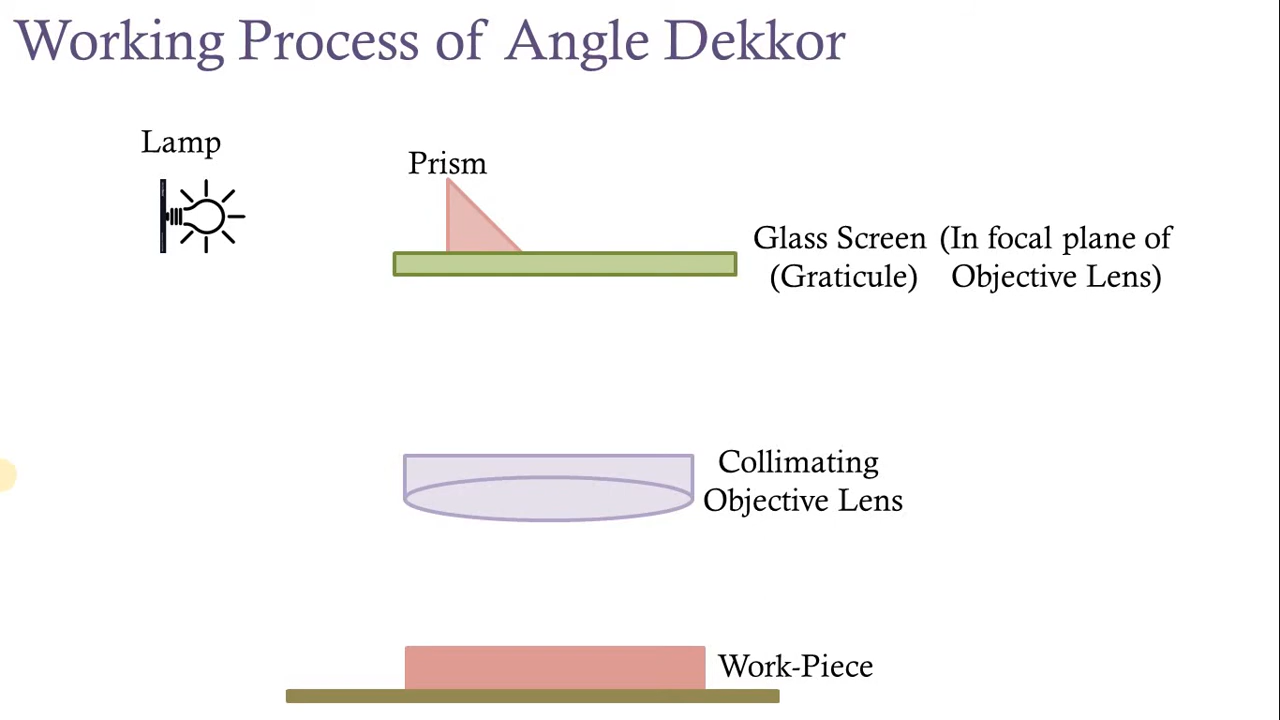 Working Process of Angle Dekkor
Lamp
Prism
Glass Screen (In focal plane of
(Graticule) Objective Lens)
Collimating
Objective Lens
Work-Piece